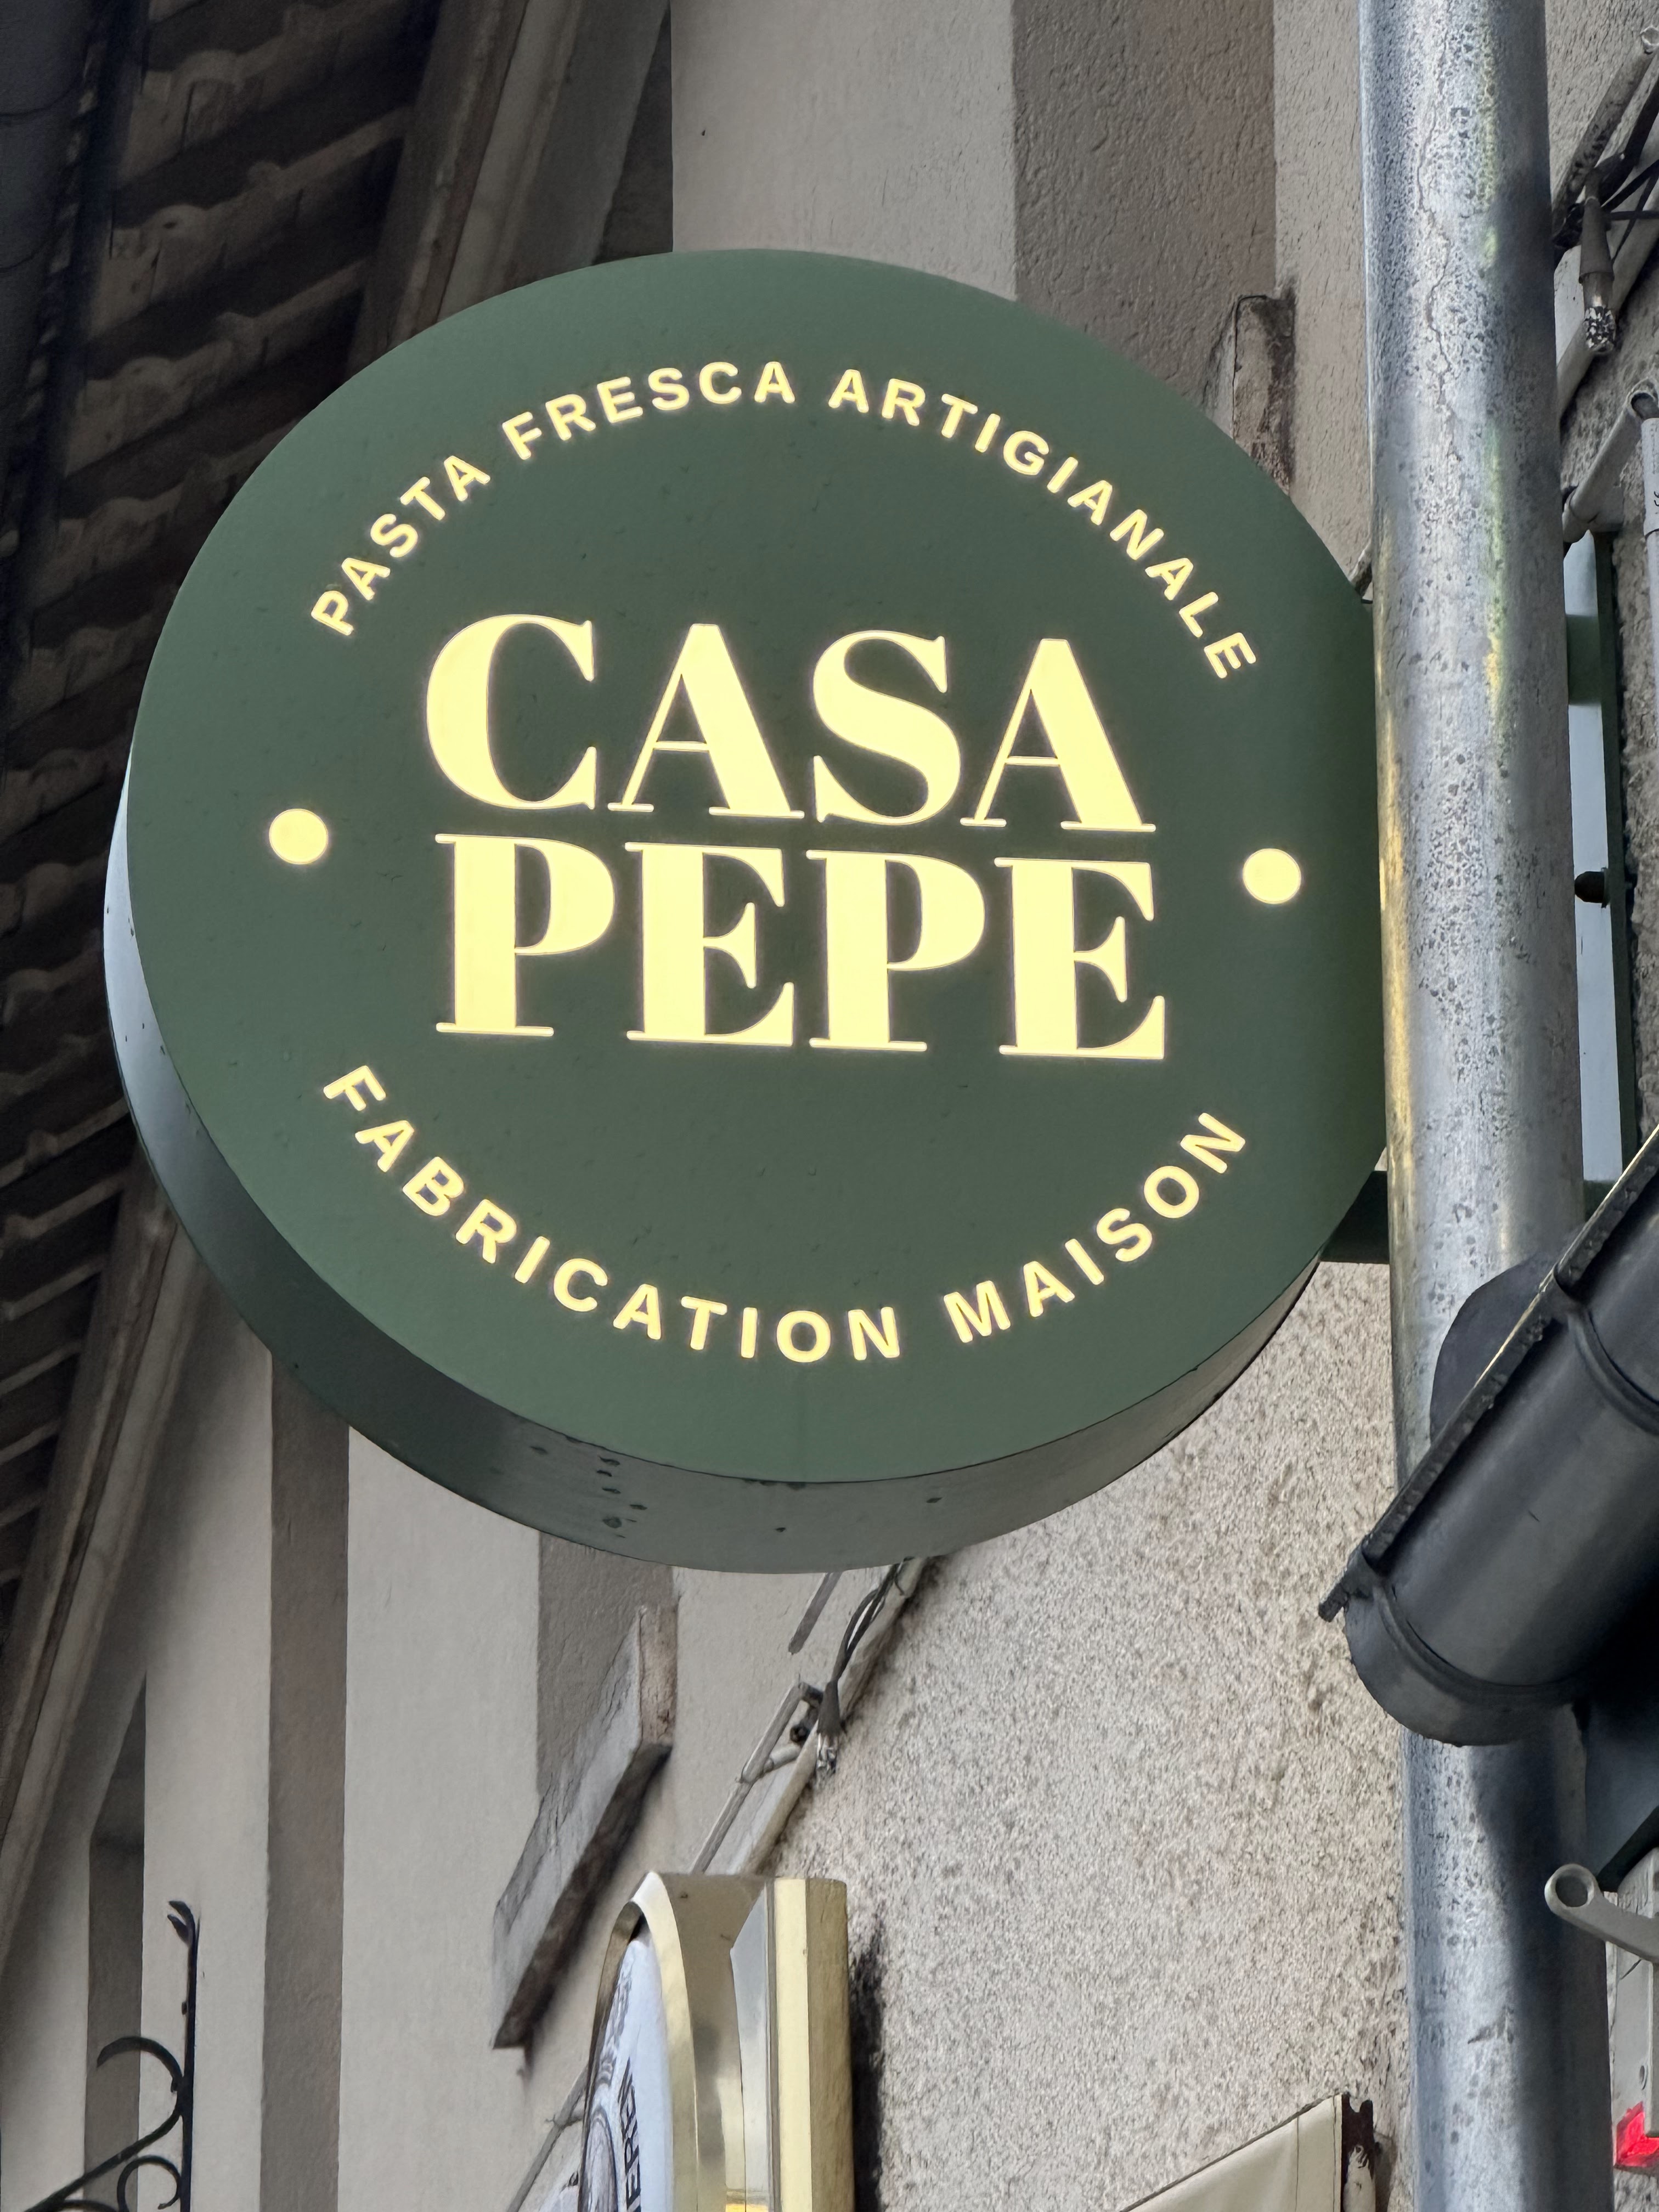 PASTA FRESCA ARTIGIANALE
CASA
PEPE
FABRICATION MAISON